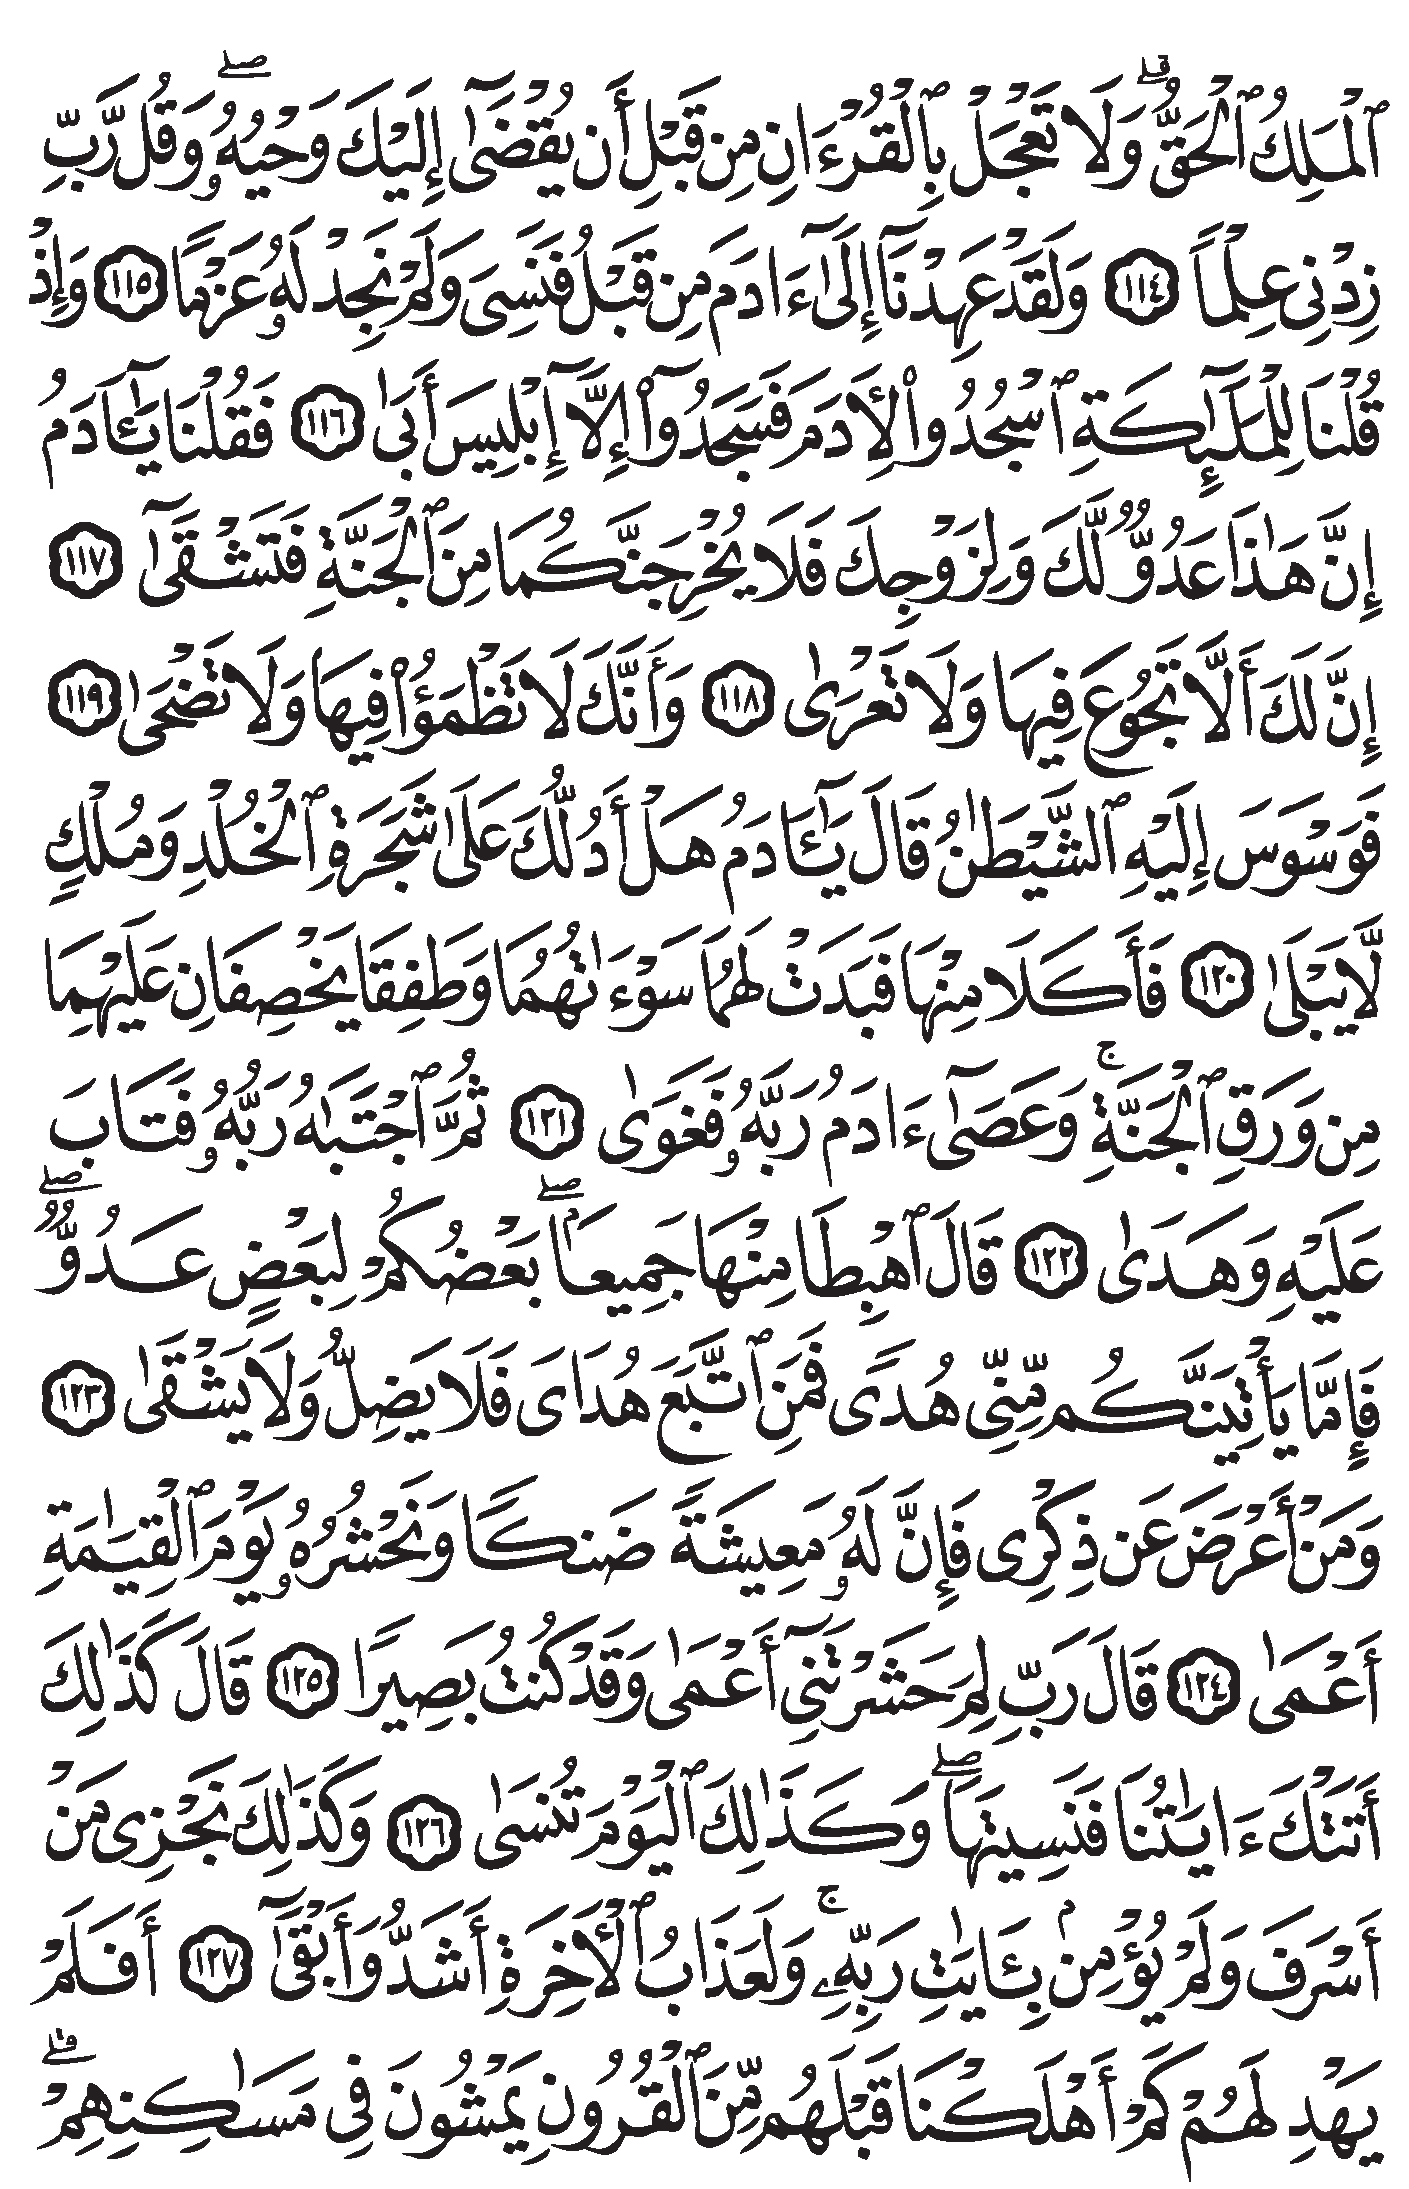 ٱلْمَلِكُ ٱلْحَقُّۗ وَلَا تَعْجَلْ بِٱلْقُرْءَانِ مِن قَبْلِ أَن يُقْضَىٰٓ إِلَيْكَ وَحْيُهُۥۖ وَقُل رَّبِّ
زِدْنِى عِلْمًا ١١٤ وَلَقَدْ عَهِدْنَآ إِلَىٰٓ ءَادَمَ مِن قَبْلُ فَنَسِىَ وَلَمْ نَجِدْ لَهُۥ عَزْمًا ١١٥ وَإِذْ
قُلْنَا لِلْمَلَٰٓئِكَةِ ٱسْجُدُوا۟ لِـَٔادَمَ فَسَجَدُوٓا۟ إِلَّآ إِبْلِيسَ أَبَىٰ ١١٦ فَقُلْنَا يَٰٓـَٔادَمُ
إِنَّ هَٰذَا عَدُوٌّ لَّكَ وَلِزَوْجِكَ فَلَا يُخْرِجَنَّكُمَا مِنَ ٱلْجَنَّةِ فَتَشْقَىٰٓ ١١٧
إِنَّ لَكَ أَلَّا تَجُوعَ فِيهَا وَلَا تَعْرَىٰ ١١٨ وَأَنَّكَ لَا تَظْمَؤُا۟ فِيهَا وَلَا تَضْحَىٰ ١١٩
فَوَسْوَسَ إِلَيْهِ ٱلشَّيْطَٰنُ قَالَ يَٰٓـَٔادَمُ هَلْ أَدُلُّكَ عَلَىٰ شَجَرَةِ ٱلْخُلْدِ وَمُلْكٍ
لَّا يَبْلَىٰ ١٢٠ فَأَكَلَا مِنْهَا فَبَدَتْ لَهُمَا سَوْءَٰتُهُمَا وَطَفِقَا يَخْصِفَانِ عَلَيْهِمَا
مِن وَرَقِ ٱلْجَنَّةِۚ وَعَصَىٰٓ ءَادَمُ رَبَّهُۥ فَغَوَىٰ ١٢١ ثُمَّ ٱجْتَبَٰهُ رَبُّهُۥ فَتَابَ
عَلَيْهِ وَهَدَىٰ ١٢٢ قَالَ ٱهْبِطَا مِنْهَا جَمِيعَۢاۖ بَعْضُكُمْ لِبَعْضٍ عَدُوٌّۖ
فَإِمَّا يَأْتِيَنَّكُم مِّنِّى هُدًى فَمَنِ ٱتَّبَعَ هُدَاىَ فَلَا يَضِلُّ وَلَا يَشْقَىٰ ١٢٣
وَمَنْ أَعْرَضَ عَن ذِكْرِى فَإِنَّ لَهُۥ مَعِيشَةً ضَنكًا وَنَحْشُرُهُۥ يَوْمَ ٱلْقِيَٰمَةِ
أَعْمَىٰ ١٢٤ قَالَ رَبِّ لِمَ حَشَرْتَنِىٓ أَعْمَىٰ وَقَدْ كُنتُ بَصِيرًا ١٢٥ قَالَ كَذَٰلِكَ
أَتَتْكَ ءَايَٰتُنَا فَنَسِيتَهَاۖ وَكَذَٰلِكَ ٱلْيَوْمَ تُنسَىٰ ١٢٦ وَكَذَٰلِكَ نَجْزِى مَنْ
أَسْرَفَ وَلَمْ يُؤْمِنۢ بِـَٔايَٰتِ رَبِّهِۦۚ وَلَعَذَابُ ٱلْـَٔاخِرَةِ أَشَدُّ وَأَبْقَىٰٓ ١٢٧ أَفَلَمْ
يَهْدِ لَهُمْ كَمْ أَهْلَكْنَا قَبْلَهُم مِّنَ ٱلْقُرُونِ يَمْشُونَ فِى مَسَٰكِنِهِمْۗ